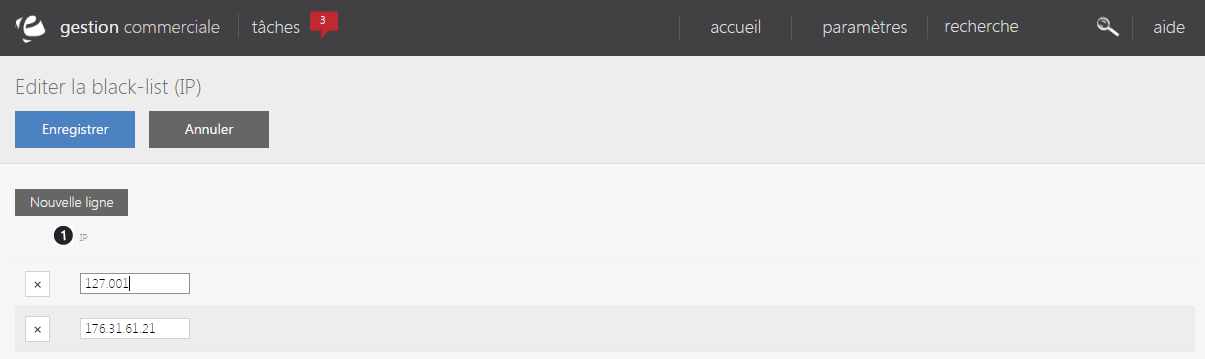 gestion commerciale tâches 3 accueil paramètres recherche aide
Editer la black-list (IP)
Enregistrer Annuler
Nouvelle ligne
1 IP
× 127.001
× 176.31.61.21